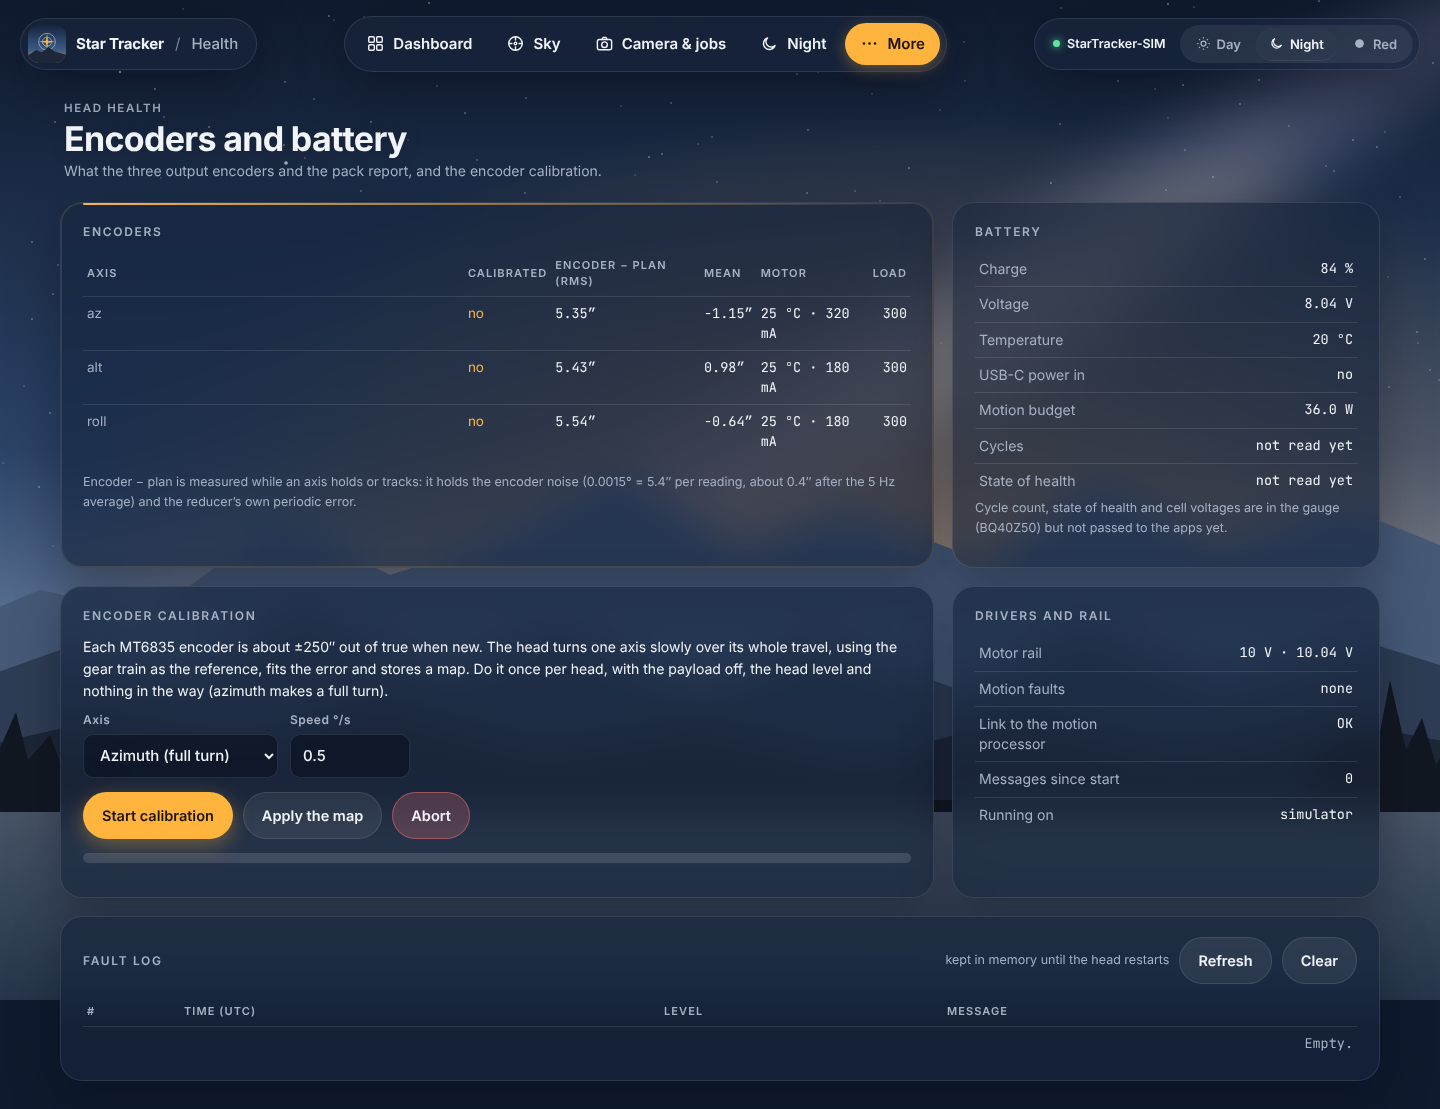 Star Tracker / Health
Dashboard
Sky
Camera & jobs
Night
More
StarTracker-SIM
Day
Night
Red
HEAD HEALTH
Encoders and battery
What the three output encoders and the pack report, and the encoder calibration.
ENCODERS
AXIS CALIBRATED ENCODER − PLAN (RMS) MEAN MOTOR LOAD
az no 5.35″ -1.15″ 25 °C · 320 mA 300
alt no 5.43″ 0.98″ 25 °C · 180 mA 300
roll no 5.54″ -0.64″ 25 °C · 180 mA 300
Encoder − plan is measured while an axis holds or tracks: it holds the encoder noise (0.0015° = 5.4″ per reading, about 0.4″ after the 5 Hz
average) and the reducer’s own periodic error.
BATTERY
Charge 84 %
Voltage 8.04 V
Temperature 20 °C
USB-C power in no
Motion budget 36.0 W
Cycles not read yet
State of health not read yet
Cycle count, state of health and cell voltages are in the gauge
(BQ40Z50) but not passed to the apps yet.
ENCODER CALIBRATION
Each MT6835 encoder is about ±250″ out of true when new. The head turns one axis slowly over its whole travel, using the
gear train as the reference, fits the error and stores a map. Do it once per head, with the payload off, the head level and
nothing in the way (azimuth makes a full turn).
Axis Speed °/s
Azimuth (full turn) 0.5
Start calibration Apply the map Abort
DRIVERS AND RAIL
Motor rail 10 V · 10.04 V
Motion faults none
Link to the motion processor OK
Messages since start 0
Running on simulator
FAULT LOG
kept in memory until the head restarts Refresh Clear
# TIME (UTC) LEVEL MESSAGE
Empty.